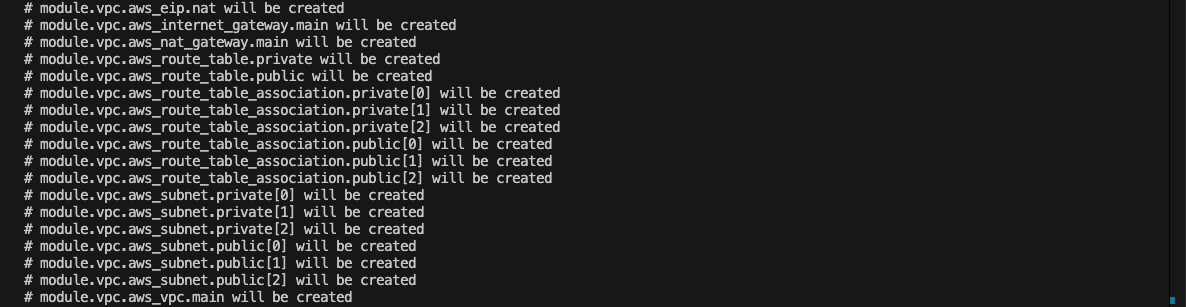 # module.vpc.aws_eip.nat will be created
# module.vpc.aws_internet_gateway.main will be created
# module.vpc.aws_nat_gateway.main will be created
# module.vpc.aws_route_table.private will be created
# module.vpc.aws_route_table.public will be created
# module.vpc.aws_route_table_association.private[0] will be created
# module.vpc.aws_route_table_association.private[1] will be created
# module.vpc.aws_route_table_association.private[2] will be created
# module.vpc.aws_route_table_association.public[0] will be created
# module.vpc.aws_route_table_association.public[1] will be created
# module.vpc.aws_route_table_association.public[2] will be created
# module.vpc.aws_subnet.private[0] will be created
# module.vpc.aws_subnet.private[1] will be created
# module.vpc.aws_subnet.private[2] will be created
# module.vpc.aws_subnet.public[0] will be created
# module.vpc.aws_subnet.public[1] will be created
# module.vpc.aws_subnet.public[2] will be created
# module.vpc.aws_vpc.main will be created